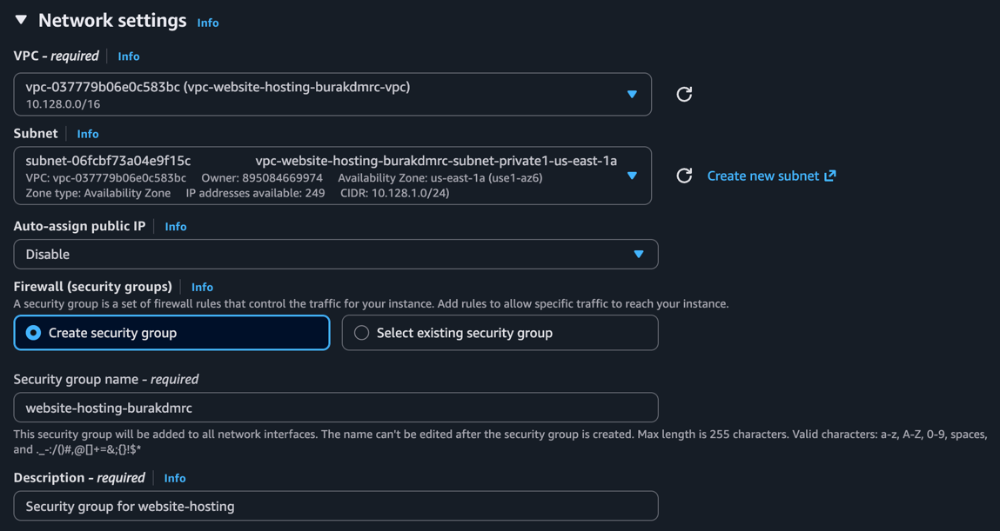 Network settings Info
VPC - required Info
vpc-037779b06e0c583bc (vpc-website-hosting-burakdmrc-vpc)
10.128.0.0/16
Subnet Info
subnet-06fcbf73a04e9f15c vpc-website-hosting-burakdmrc-subnet-private1-us-east-1a
VPC: vpc-037779b06e0c583bc Owner: 895084669974 Availability Zone: us-east-1a (use1-az6)
Zone type: Availability Zone IP addresses available: 249 CIDR: 10.128.1.0/24)
Create new subnet
Auto-assign public IP Info
Disable
Firewall (security groups) Info
A security group is a set of firewall rules that control the traffic for your instance. Add rules to allow specific traffic to reach your instance.
Create security group Select existing security group
Security group name - required
website-hosting-burakdmrc
This security group will be added to all network interfaces. The name can't be edited after the security group is created. Max length is 255 characters. Valid characters: a-z, A-Z, 0-9, spaces,
and ._-:/()#,@[]+=&;{}!$*
Description - required Info
Security group for website-hosting